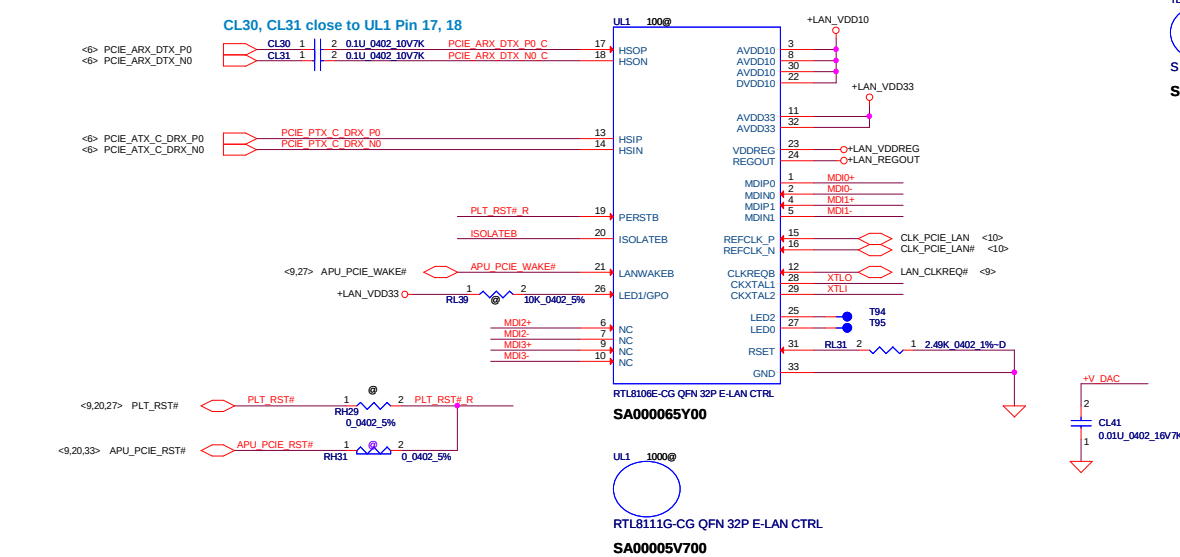 CL30, CL31 close to UL1 Pin 17, 18
UL1 100@
+LAN_VDD10
<6> PCIE_ARX_DTX_P0 CL30 1 2 0.1U_0402_10V7K PCIE_ARX_DTX_P0_C 17 HSOP
<6> PCIE_ARX_DTX_N0 CL31 1 2 0.1U_0402_10V7K PCIE_ARX_DTX_N0_C 18 HSON
AVDD10 3
AVDD10 8
AVDD10 30
DVDD10 22
+LAN_VDD33
AVDD33 11
AVDD33 32
<6> PCIE_ATX_C_DRX_P0 PCIE_PTX_C_DRX_P0 13 HSIP
<6> PCIE_ATX_C_DRX_N0 PCIE_PTX_C_DRX_N0 14 HSIN
VDDREG 23 +LAN_VDDREG
REGOUT 24 +LAN_REGOUT
MDIP0 1 MDI0+
MDIN0 2 MDI0-
MDIP1 4 MDI1+
MDIN1 5 MDI1-
PLT_RST#_R 19 PERSTB
ISOLATEB 20 ISOLATEB
REFCLK_P 15 CLK_PCIE_LAN <10>
REFCLK_N 16 CLK_PCIE_LAN# <10>
<9,27> APU_PCIE_WAKE# APU_PCIE_WAKE# 21 LANWAKEB
CLKREQB 12 LAN_CLKREQ# <9>
CKXTAL1 28 XTLO
CKXTAL2 29 XTLI
+LAN_VDD33 RL39 1 @ 2 10K_0402_5% 26 LED1/GPO
LED2 25 T94
LED0 27 T95
MDI2+ 6 NC
MDI2- 7 NC
MDI3+ 9 NC
MDI3- 10 NC
RSET 31 RL31 2 1 2.49K_0402_1%~D
GND 33
RTL8106E-CG QFN 32P E-LAN CTRL
SA000065Y00
<9,20,27> PLT_RST# PLT_RST# 1 @ 2 PLT_RST#_R
RH29
0_0402_5%
<9,20,33> APU_PCIE_RST# APU_PCIE_RST# 1 @ 2
RH31 0_0402_5%
+V_DAC
2
CL41
0.01U_0402_16V7K
1
UL1 1000@
RTL8111G-CG QFN 32P E-LAN CTRL
SA00005V700
S
S